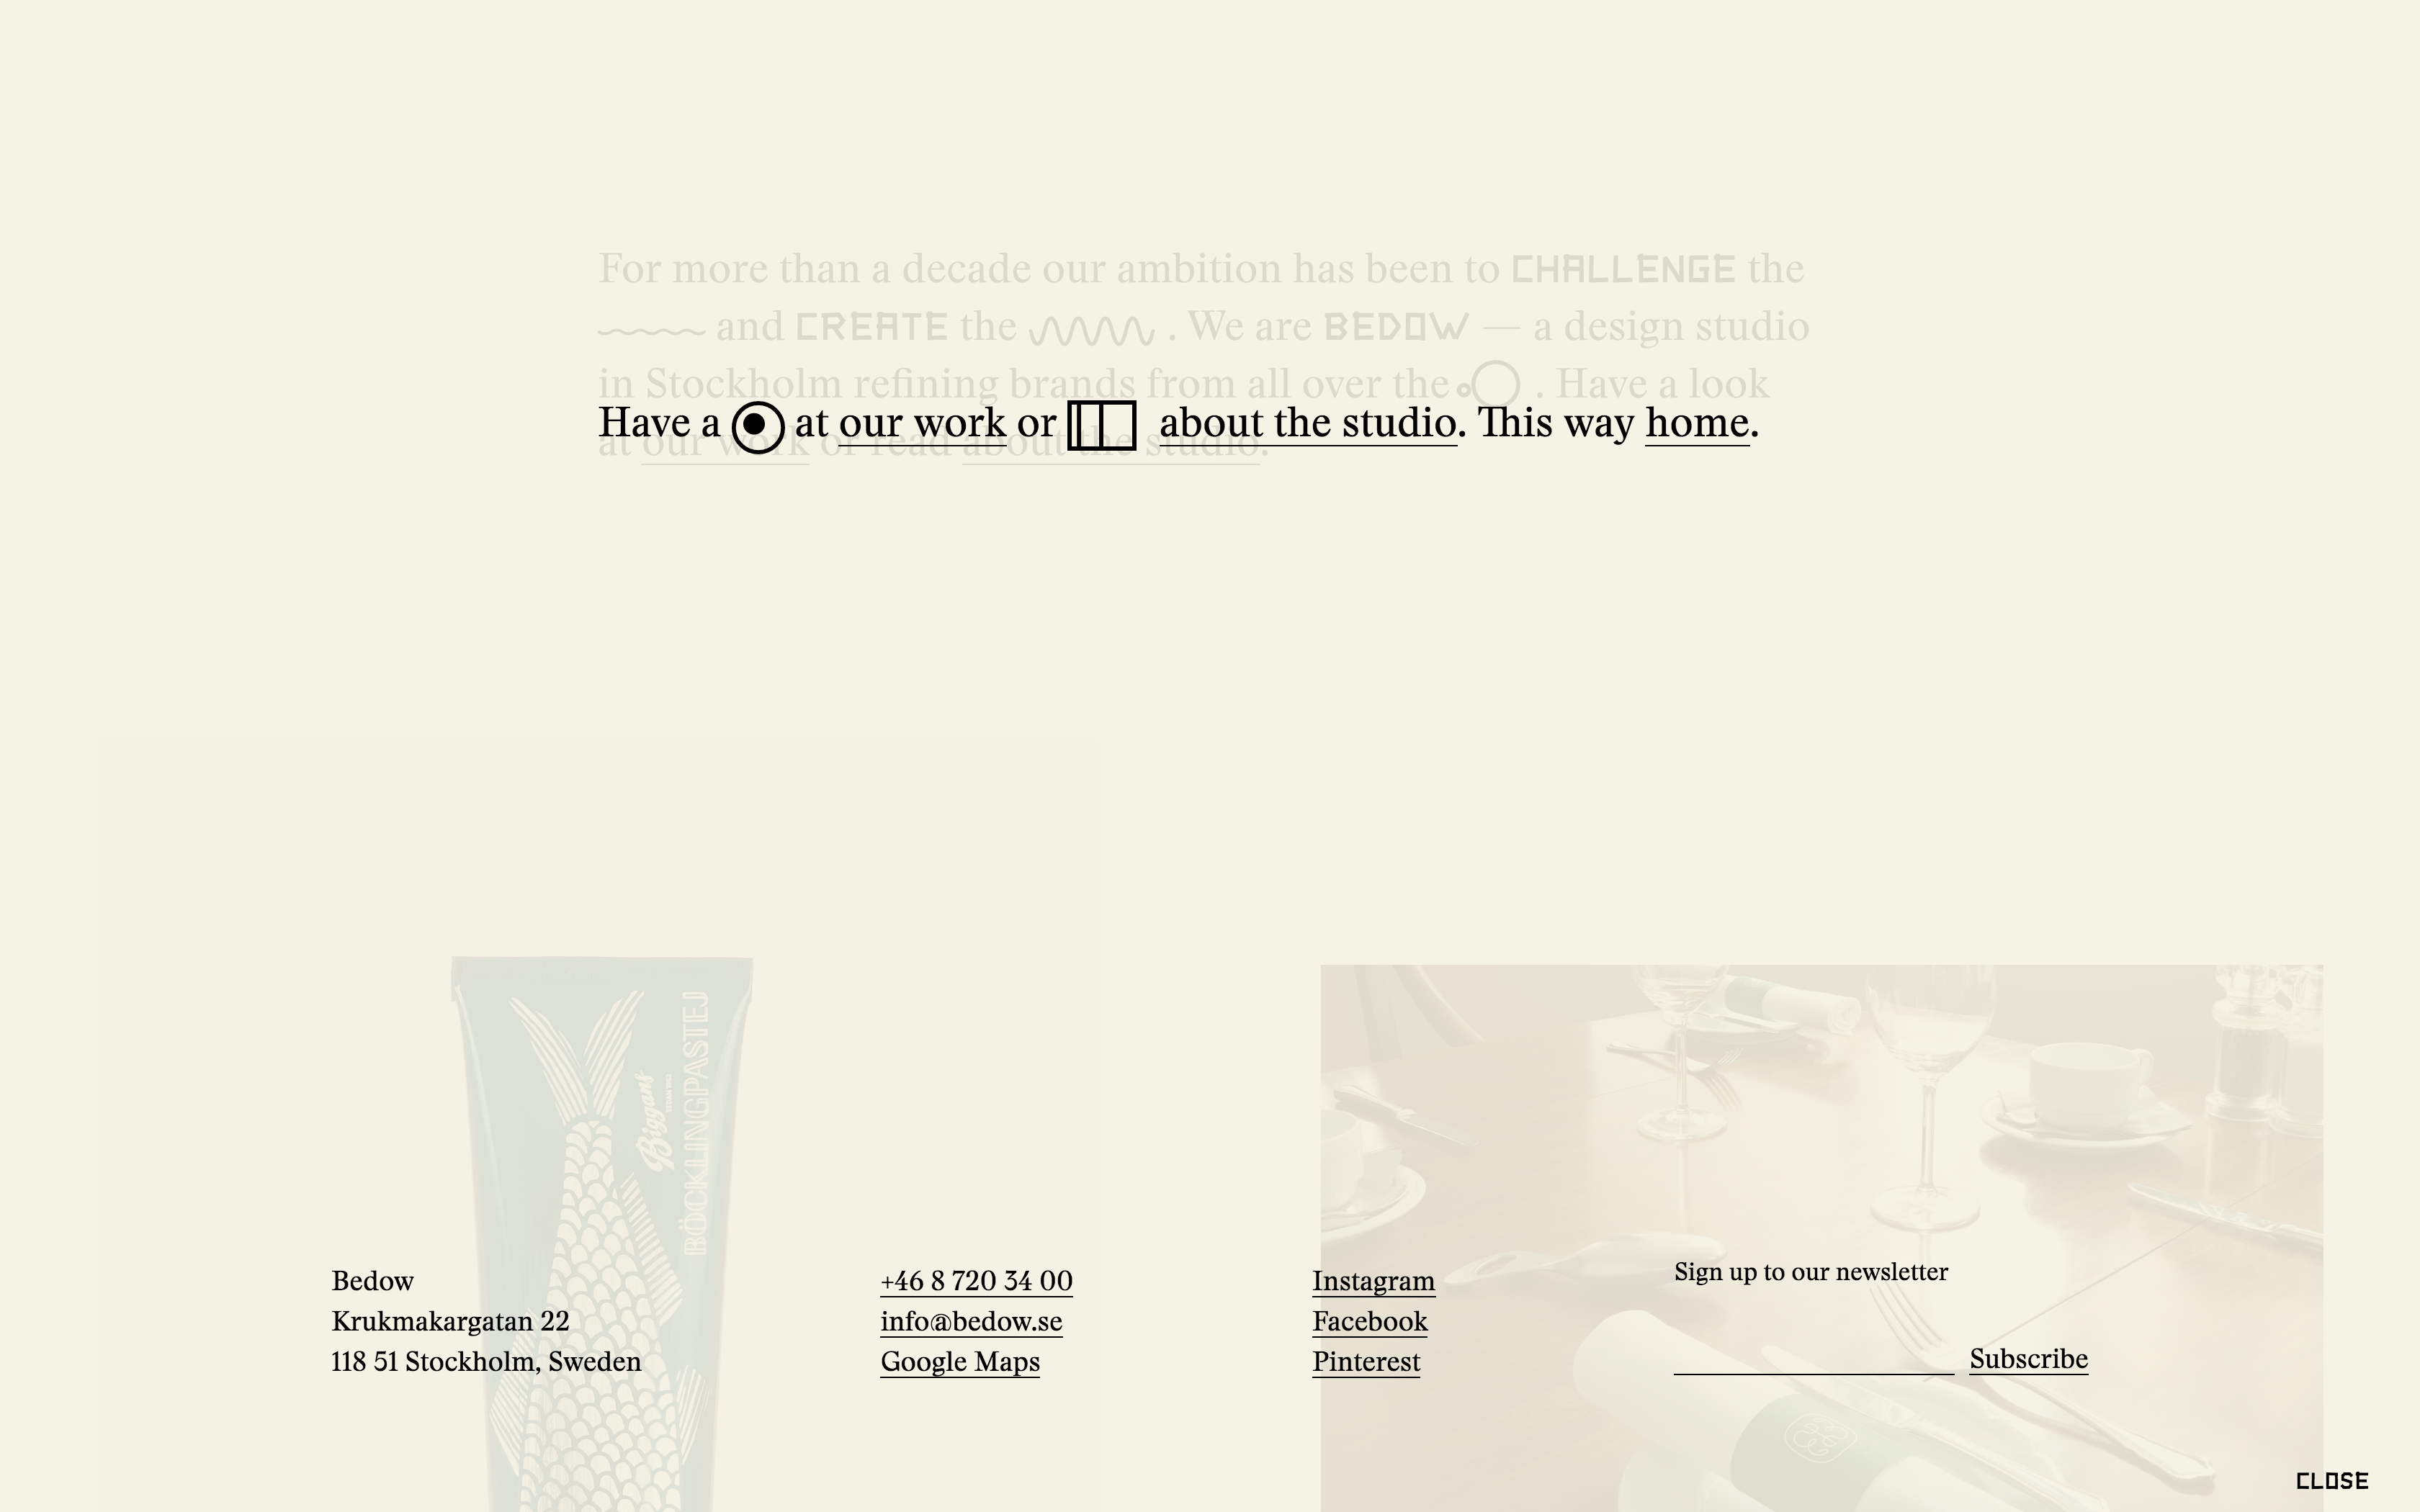 For more than a decade our ambition has been to CHALLENGE the
and CREATE the . We are BEDOW — a design studio
in Stockholm refining brands from all over the . Have a look
Have a at our work or about the studio. This way home.
at our work or read about the studio.
Biggans
SEDAN 1962
BÖCKLINGPASTEJ
Bedow
Krukmakargatan 22
118 51 Stockholm, Sweden
+46 8 720 34 00
info@bedow.se
Google Maps
Instagram
Facebook
Pinterest
Sign up to our newsletter
Subscribe
CLOSE